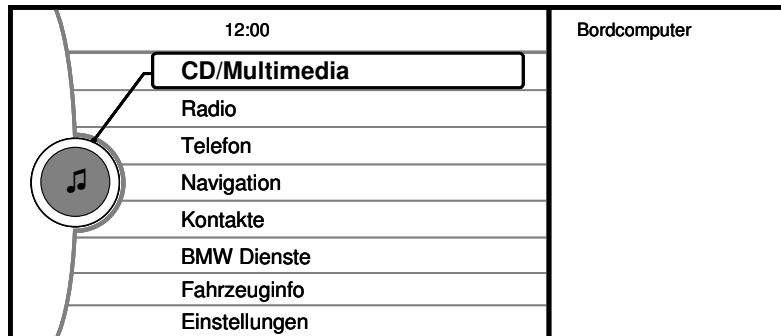 12:00
CD/Multimedia
Radio
Telefon
Navigation
Kontakte
BMW Dienste
Fahrzeuginfo
Einstellungen
Bordcomputer